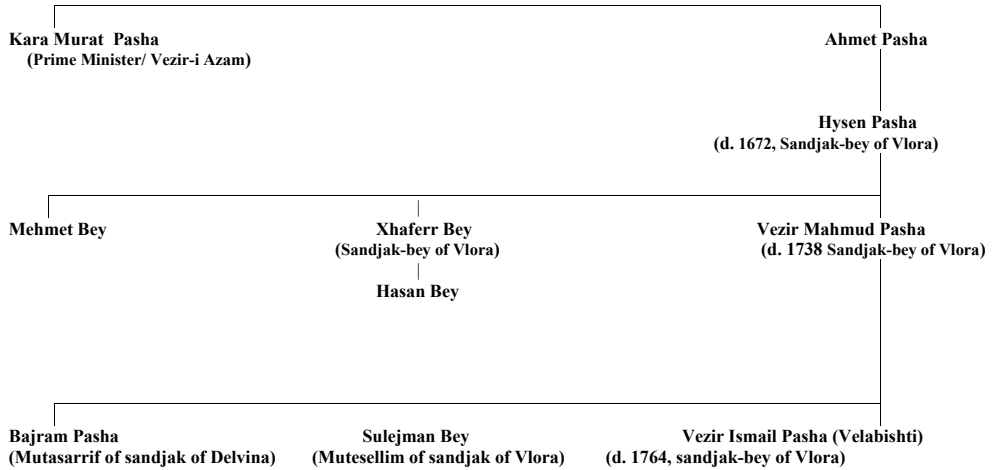 Kara Murat Pasha
(Prime Minister/ Vezir-i Azam)
Ahmet Pasha
Hysen Pasha
(d. 1672, Sandjak-bey of Vlora)
Mehmet Bey
Xhaferr Bey
(Sandjak-bey of Vlora)
Hasan Bey
Vezir Mahmud Pasha
(d. 1738 Sandjak-bey of Vlora)
Bajram Pasha
(Mutasarrif of sandjak of Delvina)
Sulejman Bey
(Mutesellim of sandjak of Vlora)
Vezir Ismail Pasha (Velabishti)
(d. 1764, sandjak-bey of Vlora)